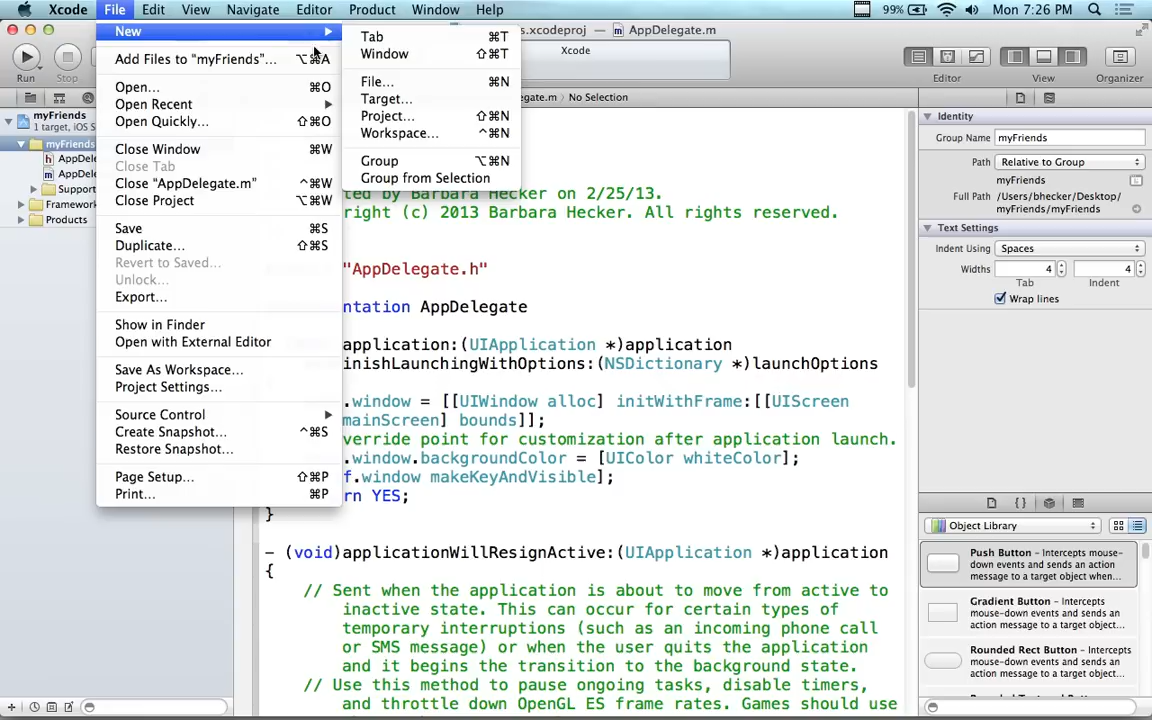 Xcode File Edit View Navigate Editor Product Window Help 99% Mon 7:26 PM
s.xcodeproj — AppDelegate.m
Run Stop
Xcode
Editor View Organizer
New
Add Files to "myFriends"… ⌥⌘A
Open… ⌘O
Open Recent
Open Quickly… ⇧⌘O
Close Window ⌘W
Close Tab
Close "AppDelegate.m" ^⌘W
Close Project ⌥⌘W
Save ⌘S
Duplicate… ⇧⌘S
Revert to Saved…
Unlock…
Export…
Show in Finder
Open with External Editor
Save As Workspace…
Project Settings…
Source Control
Create Snapshot… ^⌘S
Restore Snapshot…
Page Setup… ⇧⌘P
Print… ⌘P
Tab ⌘T
Window ⇧⌘T
File… ⌘N
Target…
Project… ⇧⌘N
Workspace… ^⌘N
Group ⌥⌘N
Group from Selection
myFriends
1 target, iOS S
myFriends
AppDele
AppDele
Support
Framework
Products
egate.m › No Selection
ted by Barbara Hecker on 2/25/13.
right (c) 2013 Barbara Hecker. All rights reserved.
"AppDelegate.h"
ntation AppDelegate
application:(UIApplication *)application
inishLaunchingWithOptions:(NSDictionary *)launchOptions
.window = [[UIWindow alloc] initWithFrame:[[UIScreen
mainScreen] bounds]];
verride point for customization after application launch.
.window.backgroundColor = [UIColor whiteColor];
f.window makeKeyAndVisible];
rn YES;
}
- (void)applicationWillResignActive:(UIApplication *)application
{
// Sent when the application is about to move from active to
inactive state. This can occur for certain types of
temporary interruptions (such as an incoming phone call
or SMS message) or when the user quits the application
and it begins the transition to the background state.
// Use this method to pause ongoing tasks, disable timers,
and throttle down OpenGL ES frame rates. Games should use
Identity
Group Name myFriends
Path Relative to Group
myFriends
Full Path /Users/bhecker/Desktop/
myFriends/myFriends
Text Settings
Indent Using Spaces
Widths 4 4
Tab Indent
Wrap lines
Object Library
Push Button – Intercepts mouse-
down events and sends an action
message to a target object when…
Gradient Button – Intercepts
mouse-down events and sends an
action message to a target object…
Rounded Rect Button – Intercepts
mouse-down events and sends an
action message to a target object…